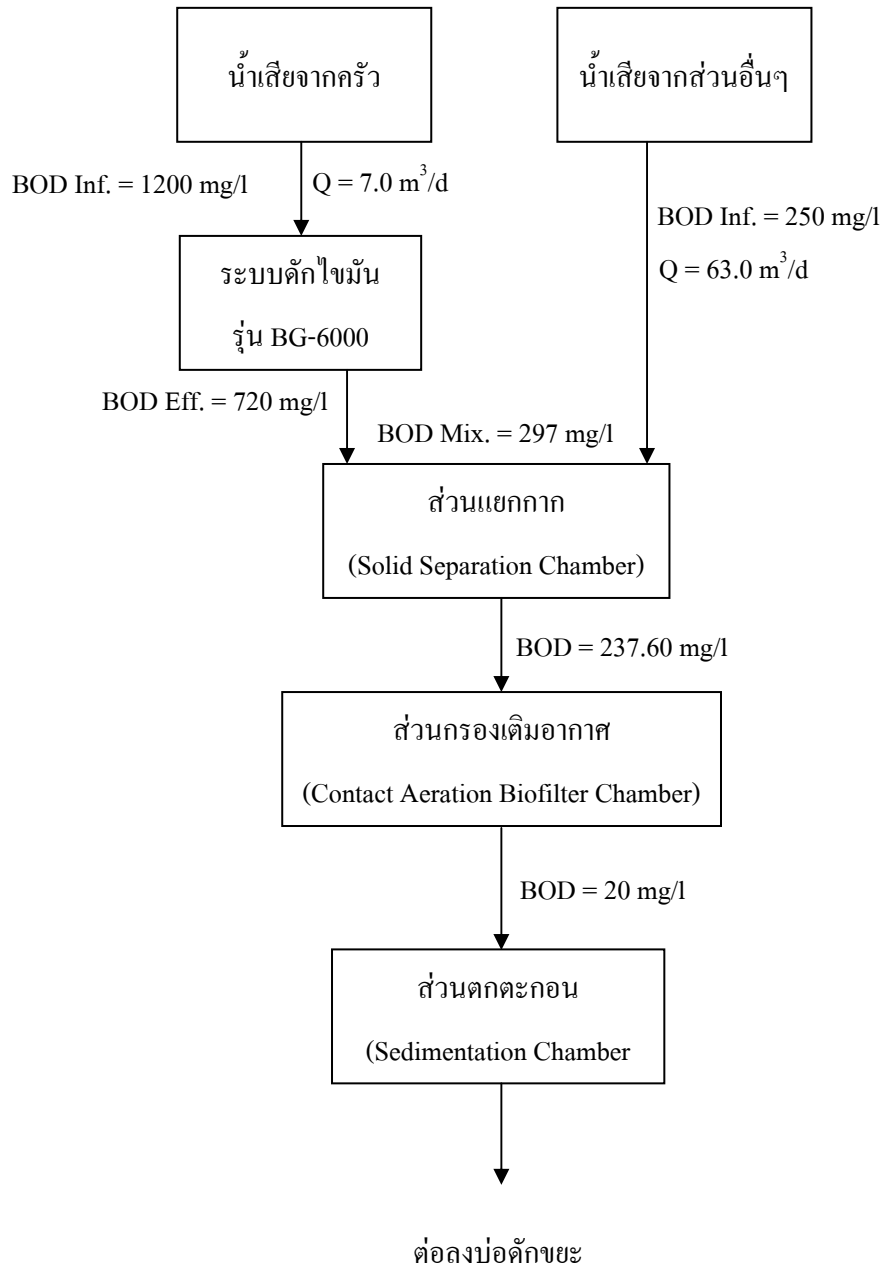 น้ำเสียจากครัว
น้ำเสียจากส่วนอื่นๆ
BOD Inf. = 1200 mg/l
Q = 7.0 m³/d
BOD Inf. = 250 mg/l
Q = 63.0 m³/d
ระบบดักไขมัน
รุ่น BG-6000
BOD Eff. = 720 mg/l
BOD Mix. = 297 mg/l
ส่วนแยกกาก
(Solid Separation Chamber)
BOD = 237.60 mg/l
ส่วนกรองเติมอากาศ
(Contact Aeration Biofilter Chamber)
BOD = 20 mg/l
ส่วนตกตะกอน
(Sedimentation Chamber
ต่อลงบ่อดักขยะ